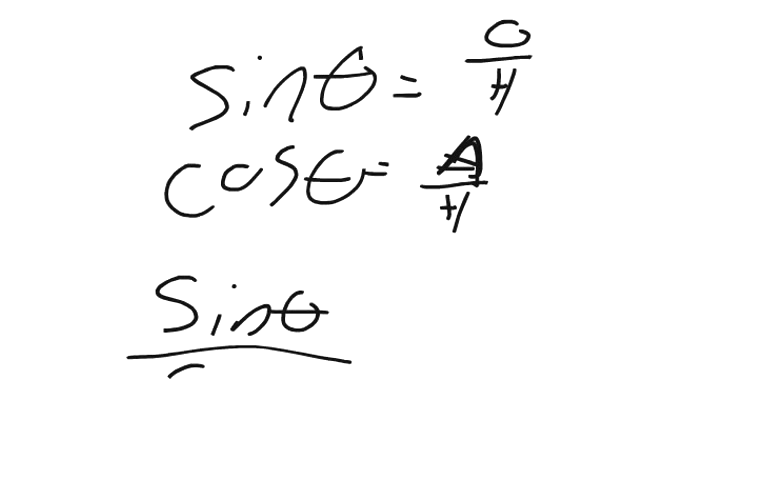 sinθ = O/H
cosθ = A/H
sinθ